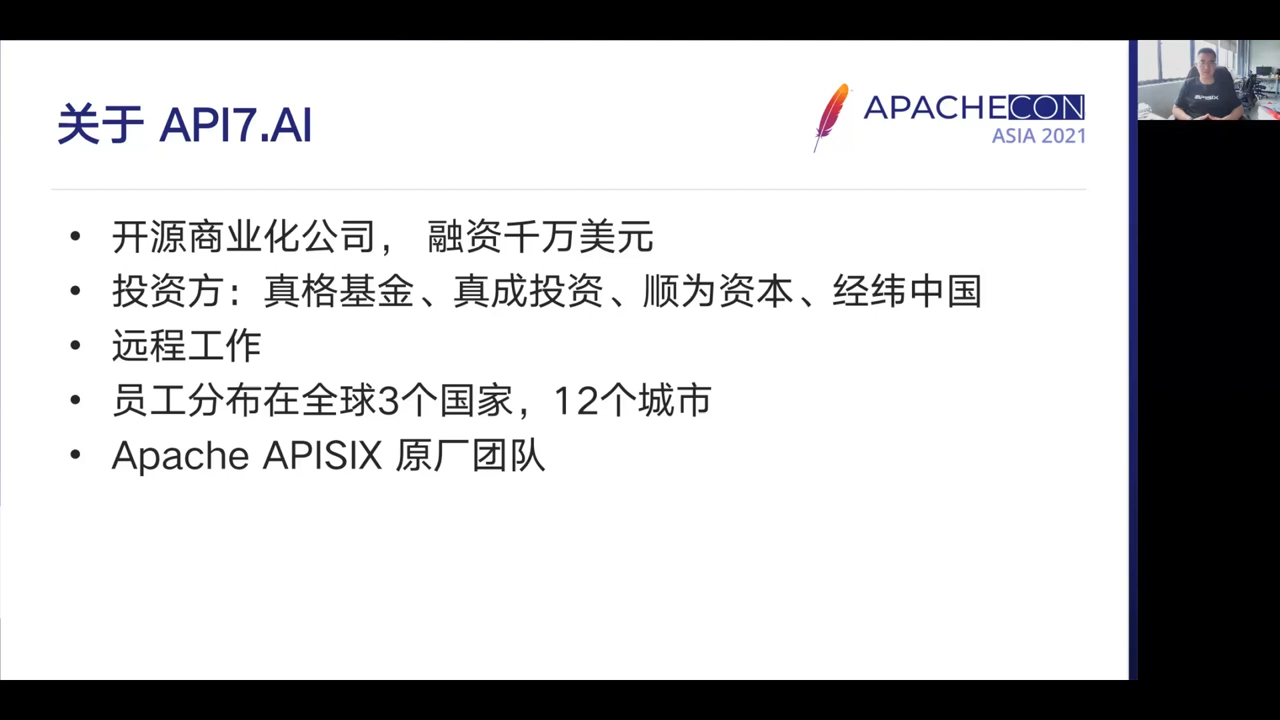 关于 API7.AI
APACHECON
ASIA 2021
• 开源商业化公司， 融资千万美元
• 投资方：真格基金、真成投资、顺为资本、经纬中国
• 远程工作
• 员工分布在全球3个国家，12个城市
• Apache APISIX 原厂团队
APISIX